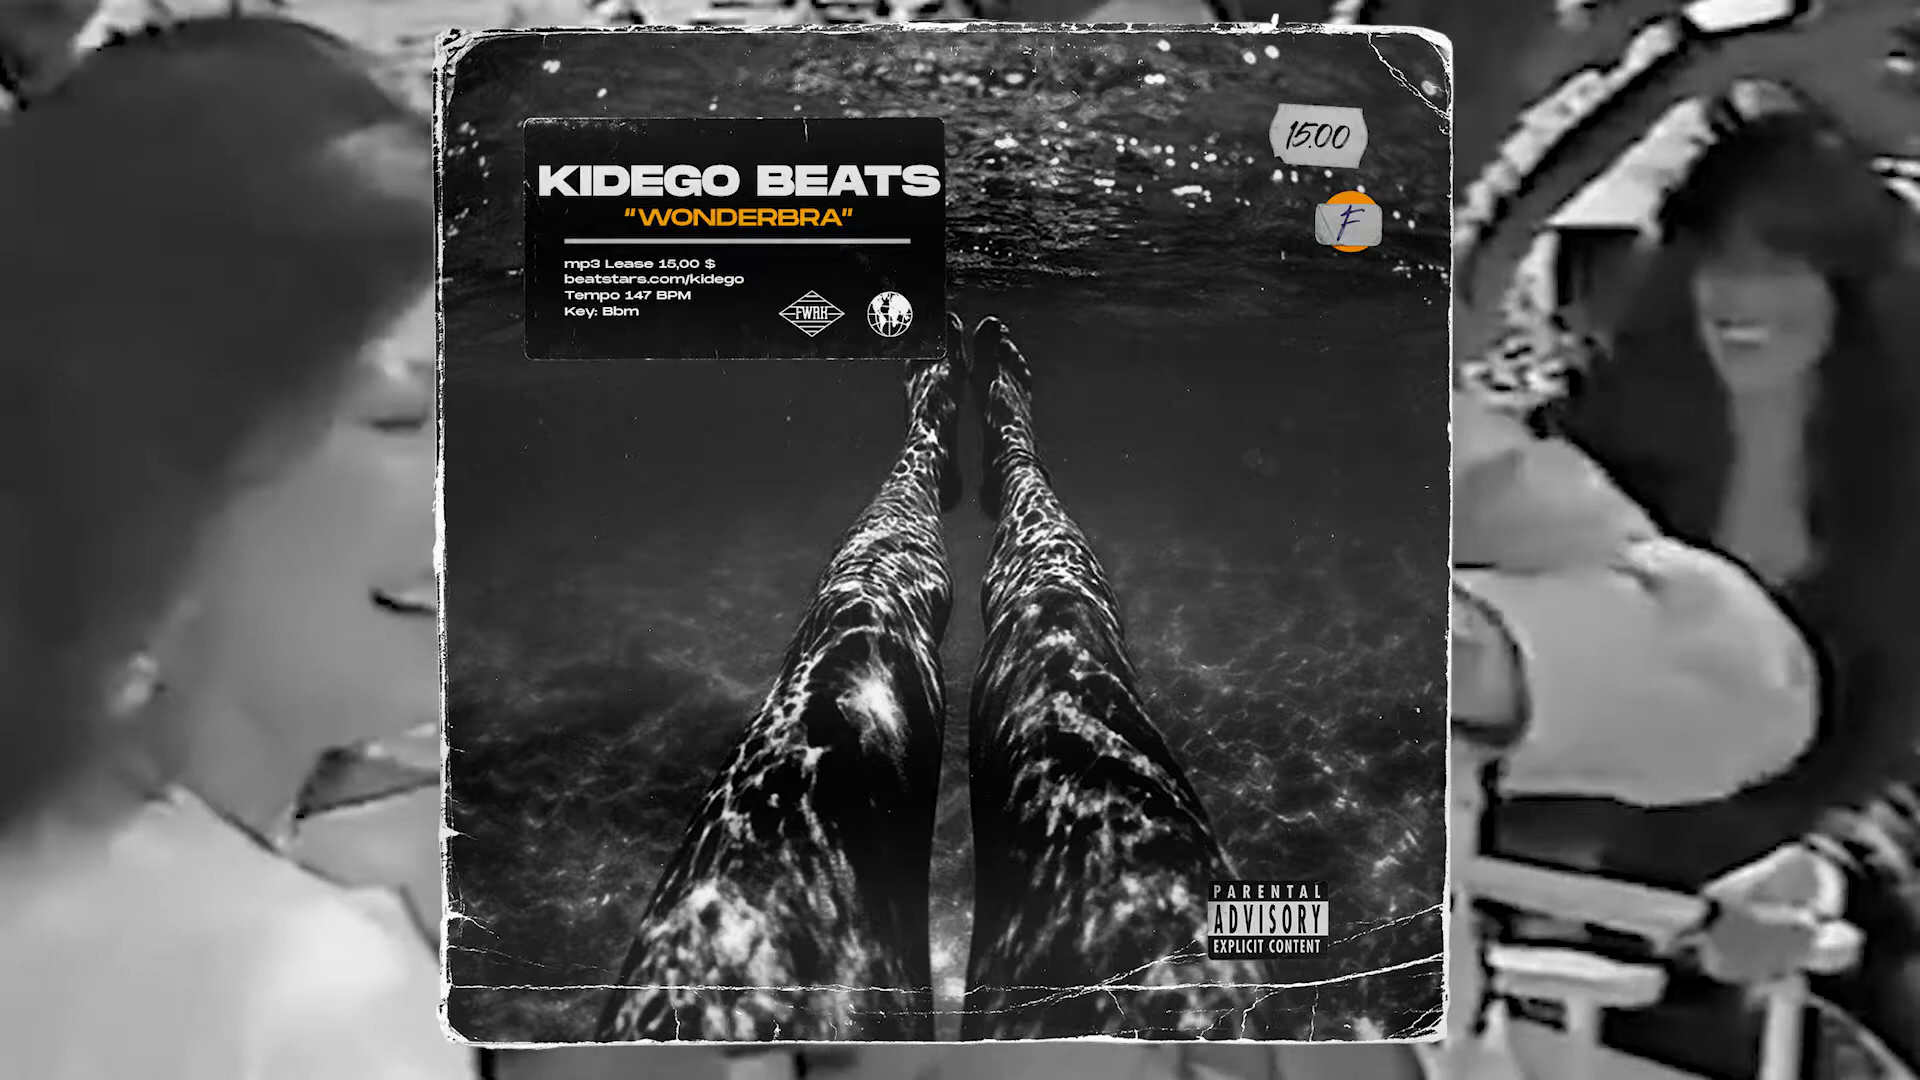 KIDEGO BEATS
"WONDERBRA"
mp3 Lease 15,00 $
beatstars.com/kidego
Tempo 147 BPM
Key: Bbm
FWRH
15.00
F
PARENTAL
ADVISORY
EXPLICIT CONTENT